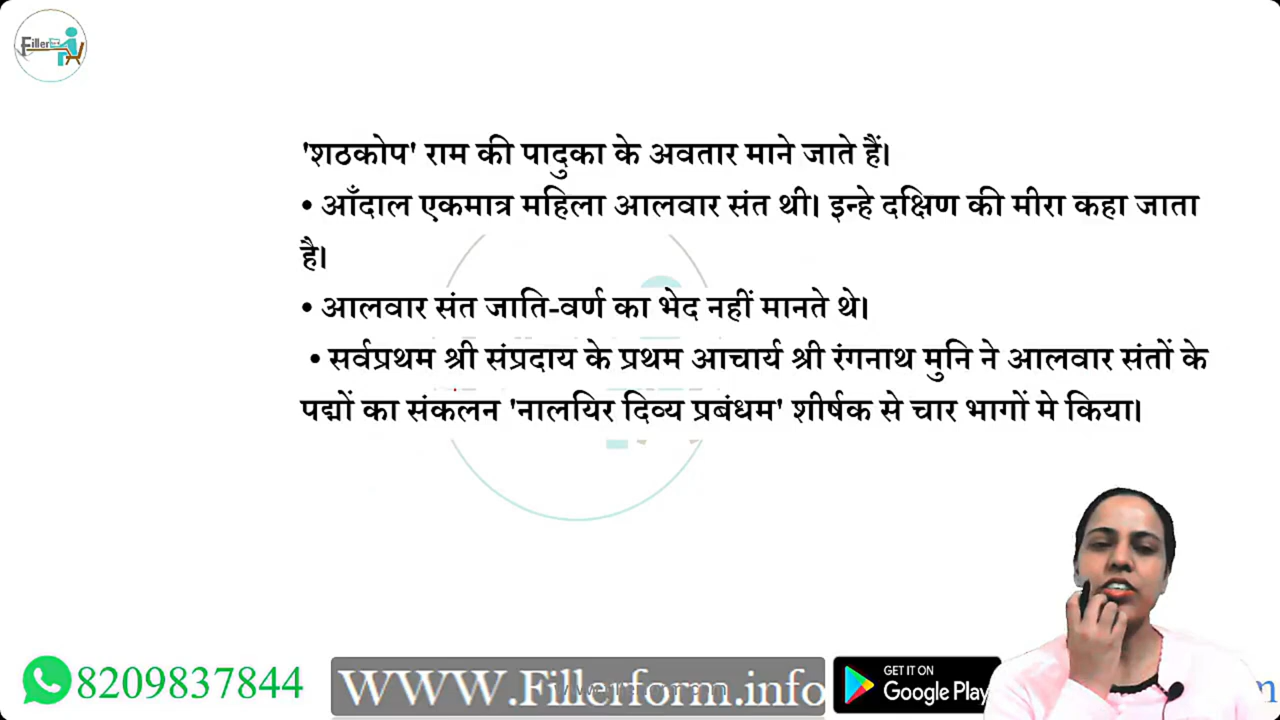 Filler
'शठकोप' राम की पादुका के अवतार माने जाते हैं।
• आँदाल एकमात्र महिला आलवार संत थी। इन्हे दक्षिण की मीरा कहा जाता
है।
• आलवार संत जाति-वर्ण का भेद नहीं मानते थे।
• सर्वप्रथम श्री संप्रदाय के प्रथम आचार्य श्री रंगनाथ मुनि ने आलवार संतों के
पद्मों का संकलन 'नालयिर दिव्य प्रबंधम' शीर्षक से चार भागों मे किया।
8209837844
WWW.Fillerform.info
GET IT ON
Google Play